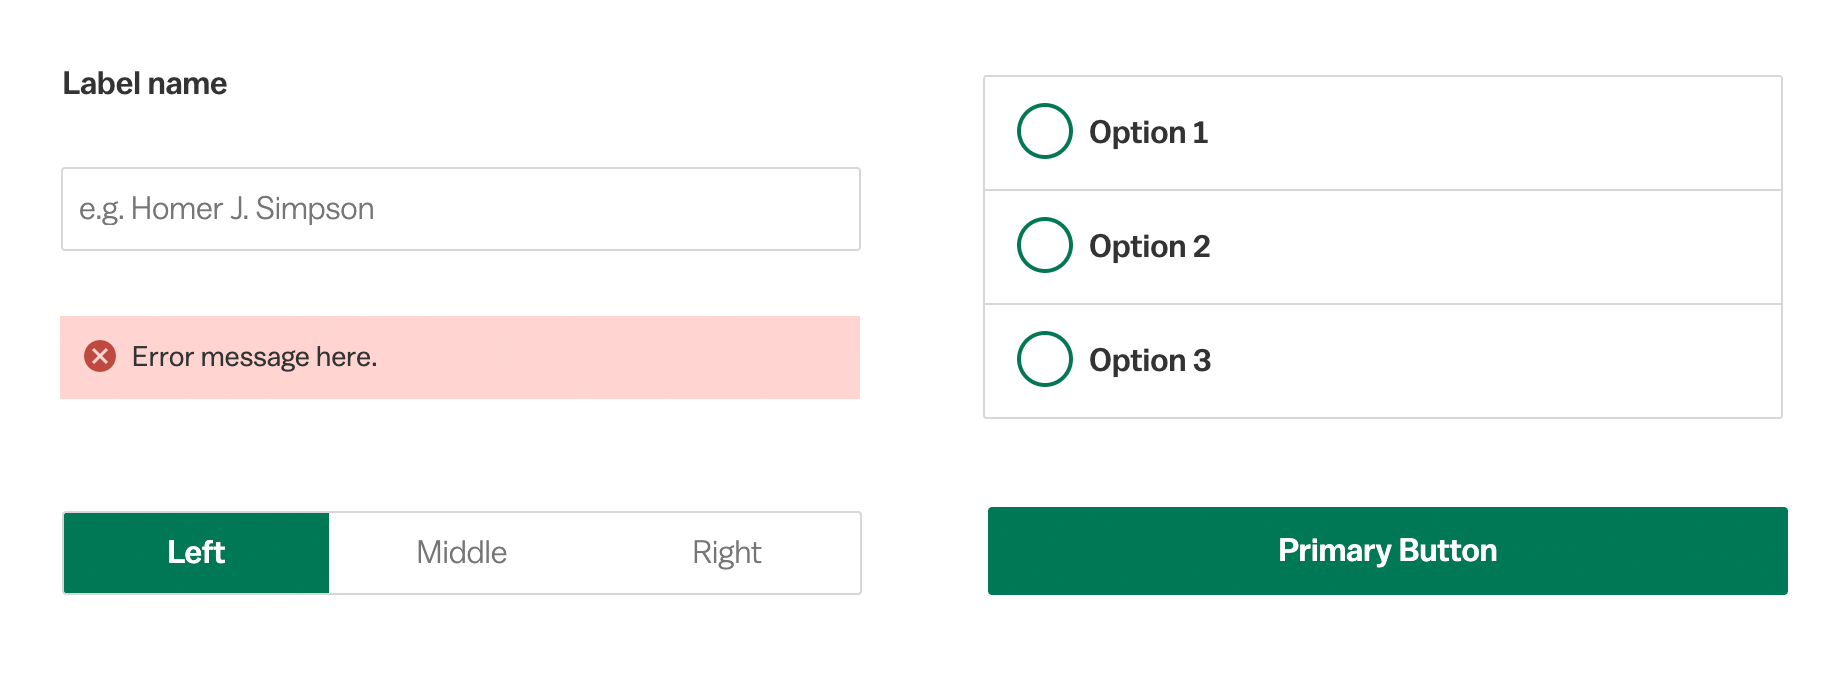 Label name
e.g. Homer J. Simpson
Error message here.
Left
Middle
Right
Option 1
Option 2
Option 3
Primary Button